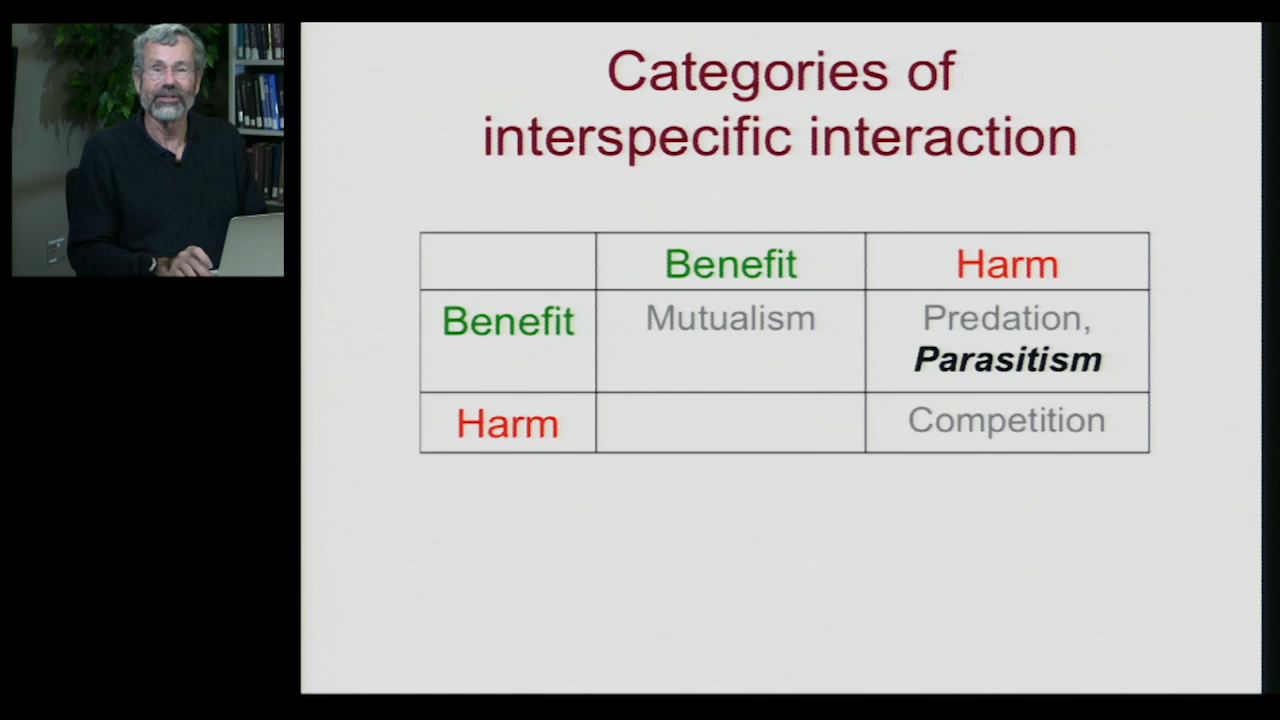 Categories of
interspecific interaction
Benefit Harm
Benefit Mutualism Predation,
Parasitism
Harm Competition